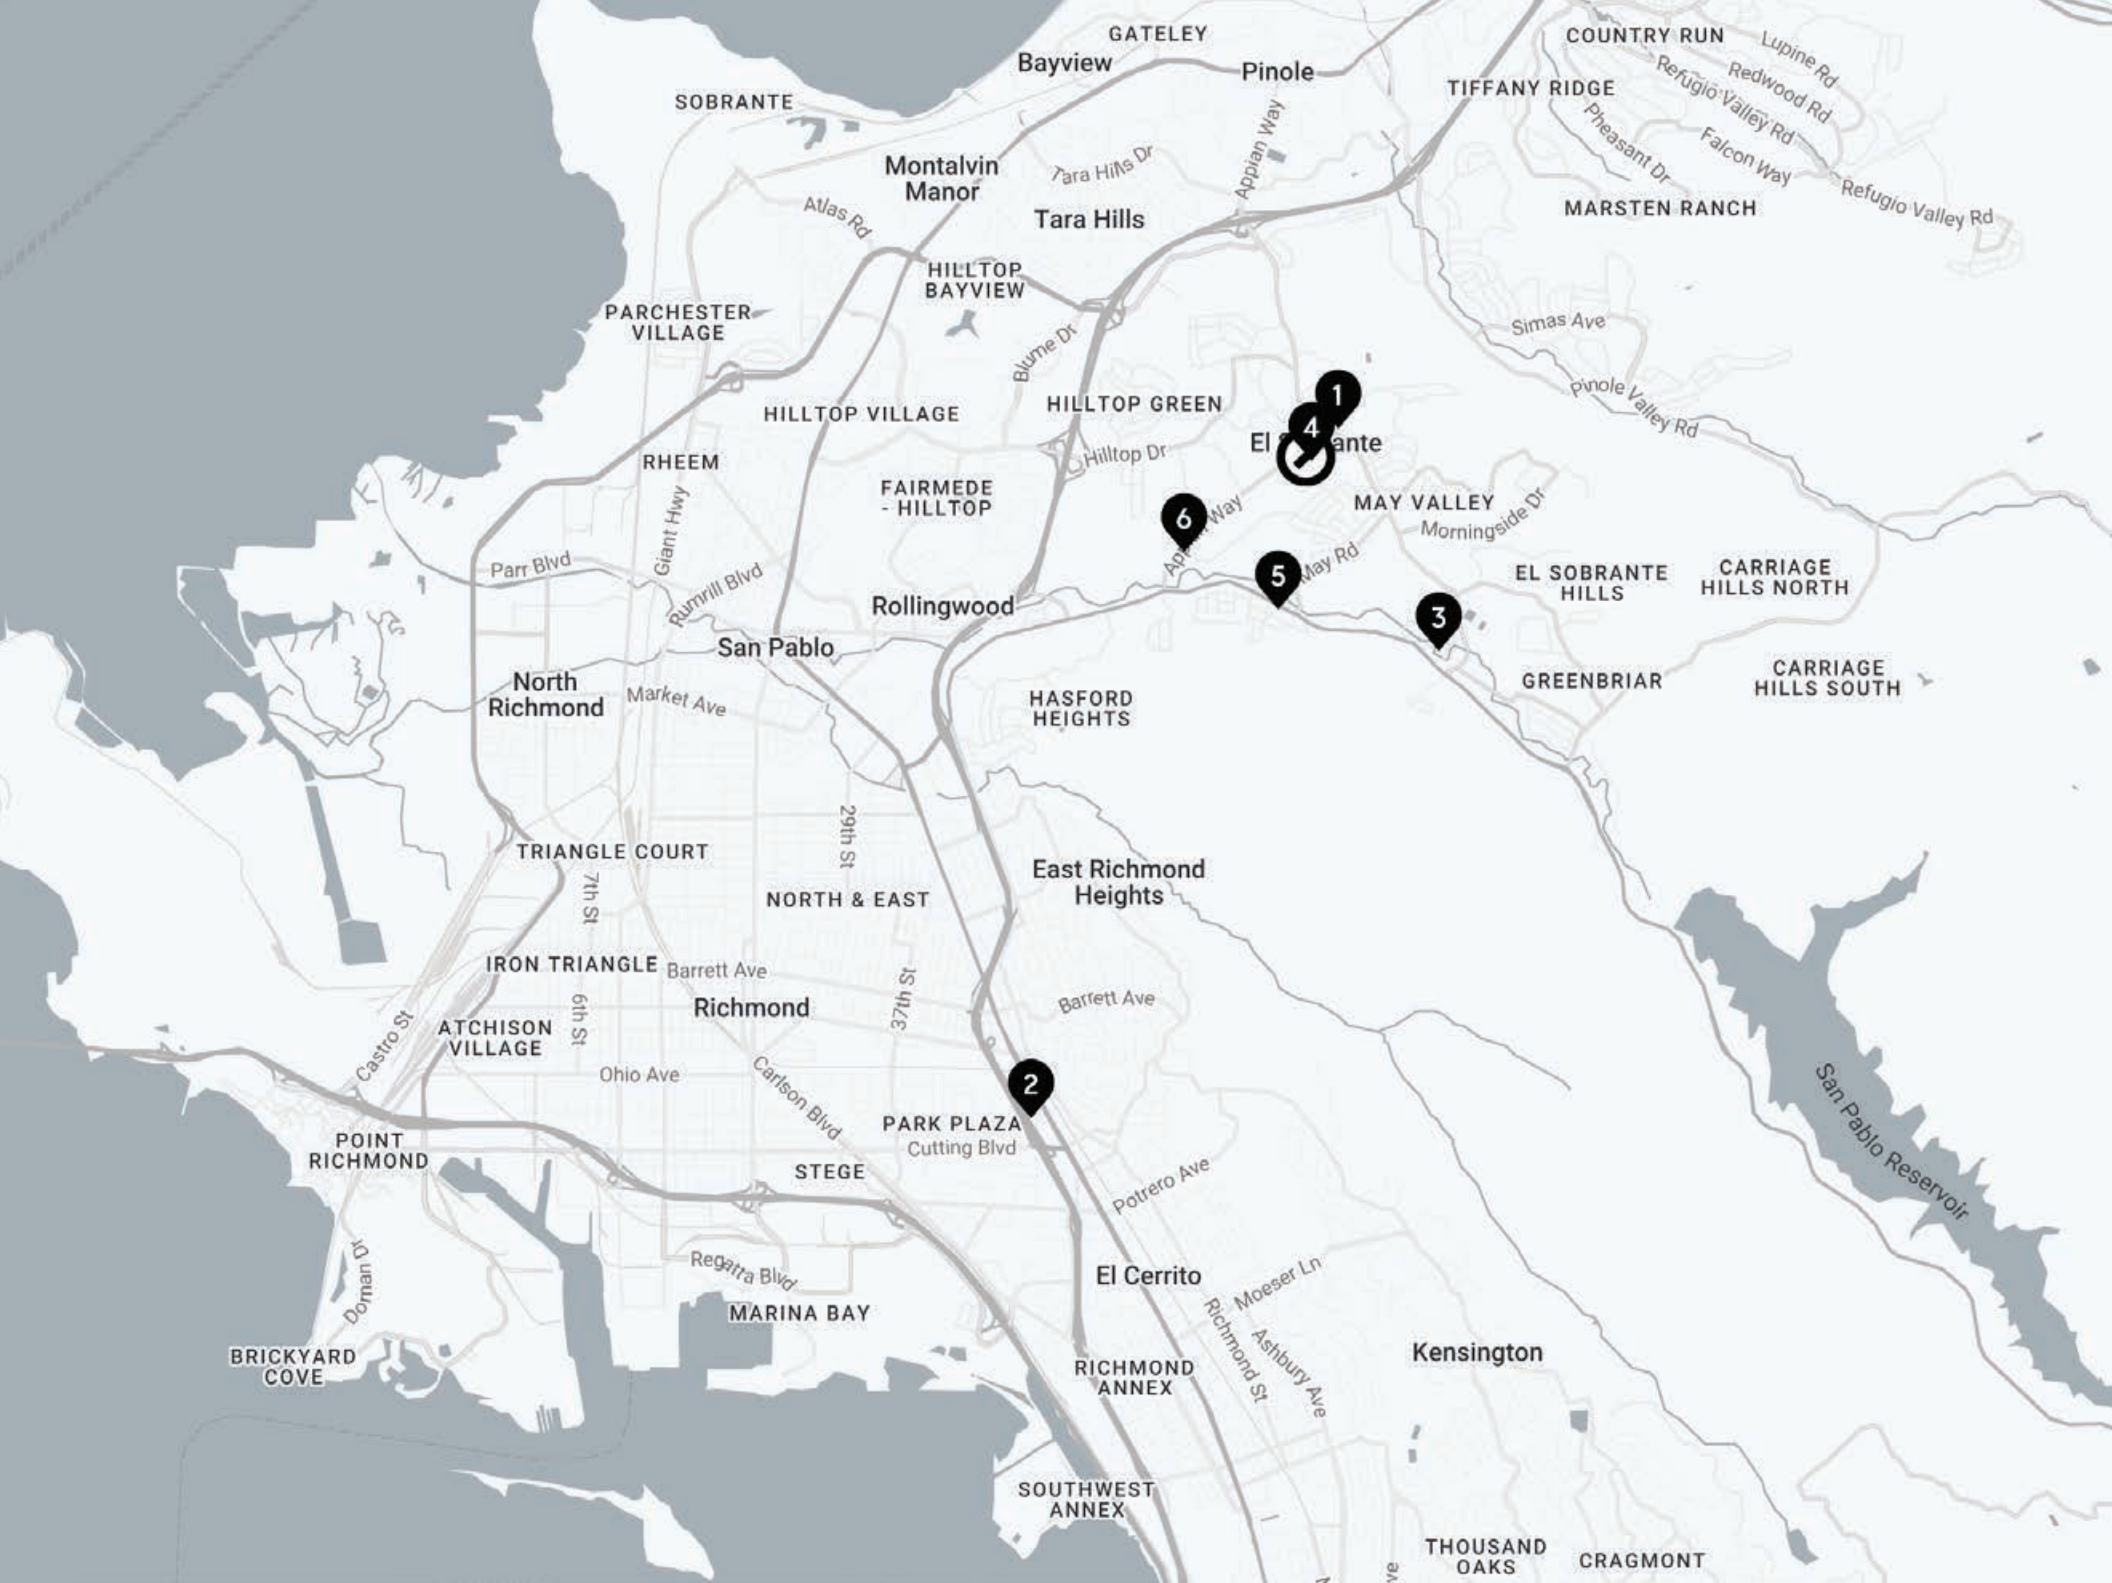 GATELEY
Bayview
Pinole
COUNTRY RUN
Lupine Rd
Redwood Rd
Refugio Valley Rd
TIFFANY RIDGE
Pheasant Dr
Falcon Way
Refugio Valley Rd
MARSTEN RANCH
SOBRANTE
Appian Way
Montalvin
Manor
Tara Hills Dr
Atlas Rd
Tara Hills
HILLTOP
BAYVIEW
PARCHESTER
VILLAGE
Blume Dr
Simas Ave
Pinole Valley Rd
HILLTOP VILLAGE
HILLTOP GREEN
1
4
El
ante
Hilltop Dr
RHEEM
FAIRMEDE
- HILLTOP
Giant Hwy
6
Way
MAY VALLEY
Morningside Dr
Parr Blvd
Rumrill Blvd
5
May Rd
EL SOBRANTE
HILLS
CARRIAGE
HILLS NORTH
Rollingwood
3
San Pablo
North
Richmond
Market Ave
HASFORD
HEIGHTS
GREENBRIAR
CARRIAGE
HILLS SOUTH
29th St
TRIANGLE COURT
7th St
NORTH & EAST
East Richmond
Heights
IRON TRIANGLE
Barrett Ave
6th St
Richmond
37th St
Barrett Ave
Castro St
ATCHISON
VILLAGE
Ohio Ave
Carlson Blvd
2
PARK PLAZA
Cutting Blvd
San Pablo Reservoir
POINT
RICHMOND
STEGE
Potrero Ave
Dornan Dr
Regatta Blvd
El Cerrito
Moeser Ln
MARINA BAY
Richmond St
Ashbury Ave
BRICKYARD
COVE
Kensington
RICHMOND
ANNEX
SOUTHWEST
ANNEX
THOUSAND
OAKS
CRAGMONT